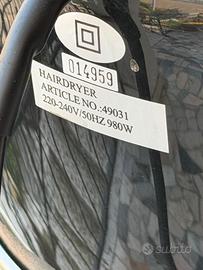 014959
HAIRDRYER
ARTICLE NO.:49031
220-240V/50HZ 980W
subito